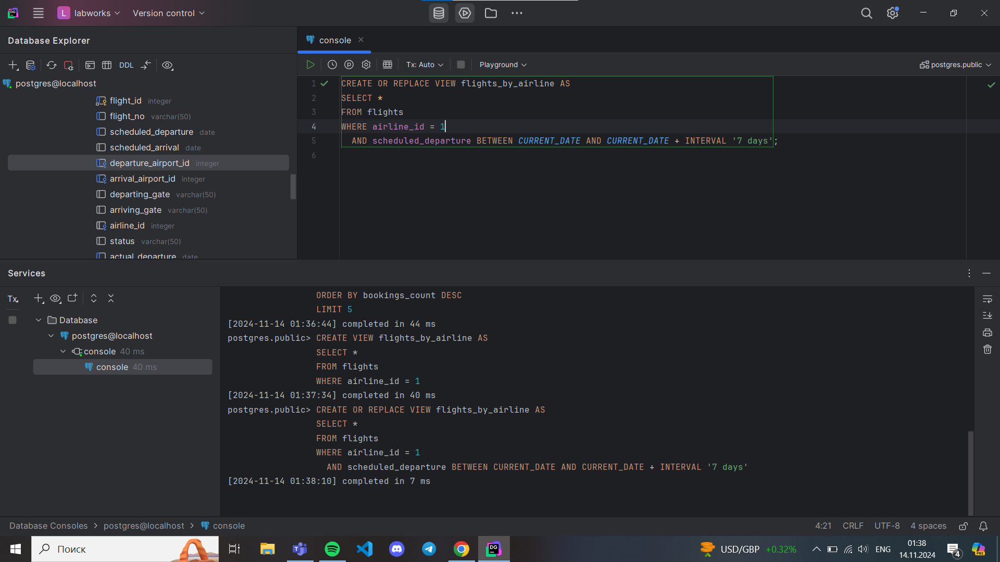 L labworks Version control
Database Explorer
console
DDL
Tx: Auto Playground postgres.public
postgres@localhost
flight_id integer
flight_no varchar(50)
scheduled_departure date
scheduled_arrival date
departure_airport_id integer
arrival_airport_id integer
departing_gate varchar(50)
arriving_gate varchar(50)
airline_id integer
status varchar(50)
actual_departure date
1 CREATE OR REPLACE VIEW flights_by_airline AS
2 SELECT *
3 FROM flights
4 WHERE airline_id = 1
5 AND scheduled_departure BETWEEN CURRENT_DATE AND CURRENT_DATE + INTERVAL '7 days';
6
Services
Tx
Database
postgres@localhost
console 40 ms
console 40 ms
ORDER BY bookings_count DESC
LIMIT 5
[2024-11-14 01:36:44] completed in 44 ms
postgres.public> CREATE VIEW flights_by_airline AS
SELECT *
FROM flights
WHERE airline_id = 1
[2024-11-14 01:37:34] completed in 40 ms
postgres.public> CREATE OR REPLACE VIEW flights_by_airline AS
SELECT *
FROM flights
WHERE airline_id = 1
AND scheduled_departure BETWEEN CURRENT_DATE AND CURRENT_DATE + INTERVAL '7 days'
[2024-11-14 01:38:10] completed in 7 ms
Database Consoles > postgres@localhost > console
4:21 CRLF UTF-8 4 spaces
Поиск
DG
USD/GBP +0.32%
ENG
01:38
14.11.2024
4
PRE